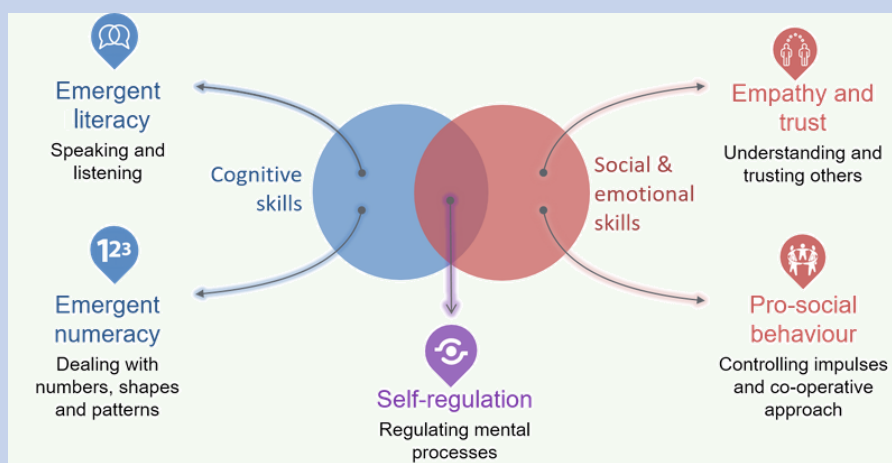 Emergent
literacy
Speaking and
listening
Cognitive
skills
123
Emergent
numeracy
Dealing with
numbers, shapes
and patterns
Self-regulation
Regulating mental
processes
Social &
emotional
skills
Empathy and
trust
Understanding and
trusting others
Pro-social
behaviour
Controlling impulses
and co-operative
approach